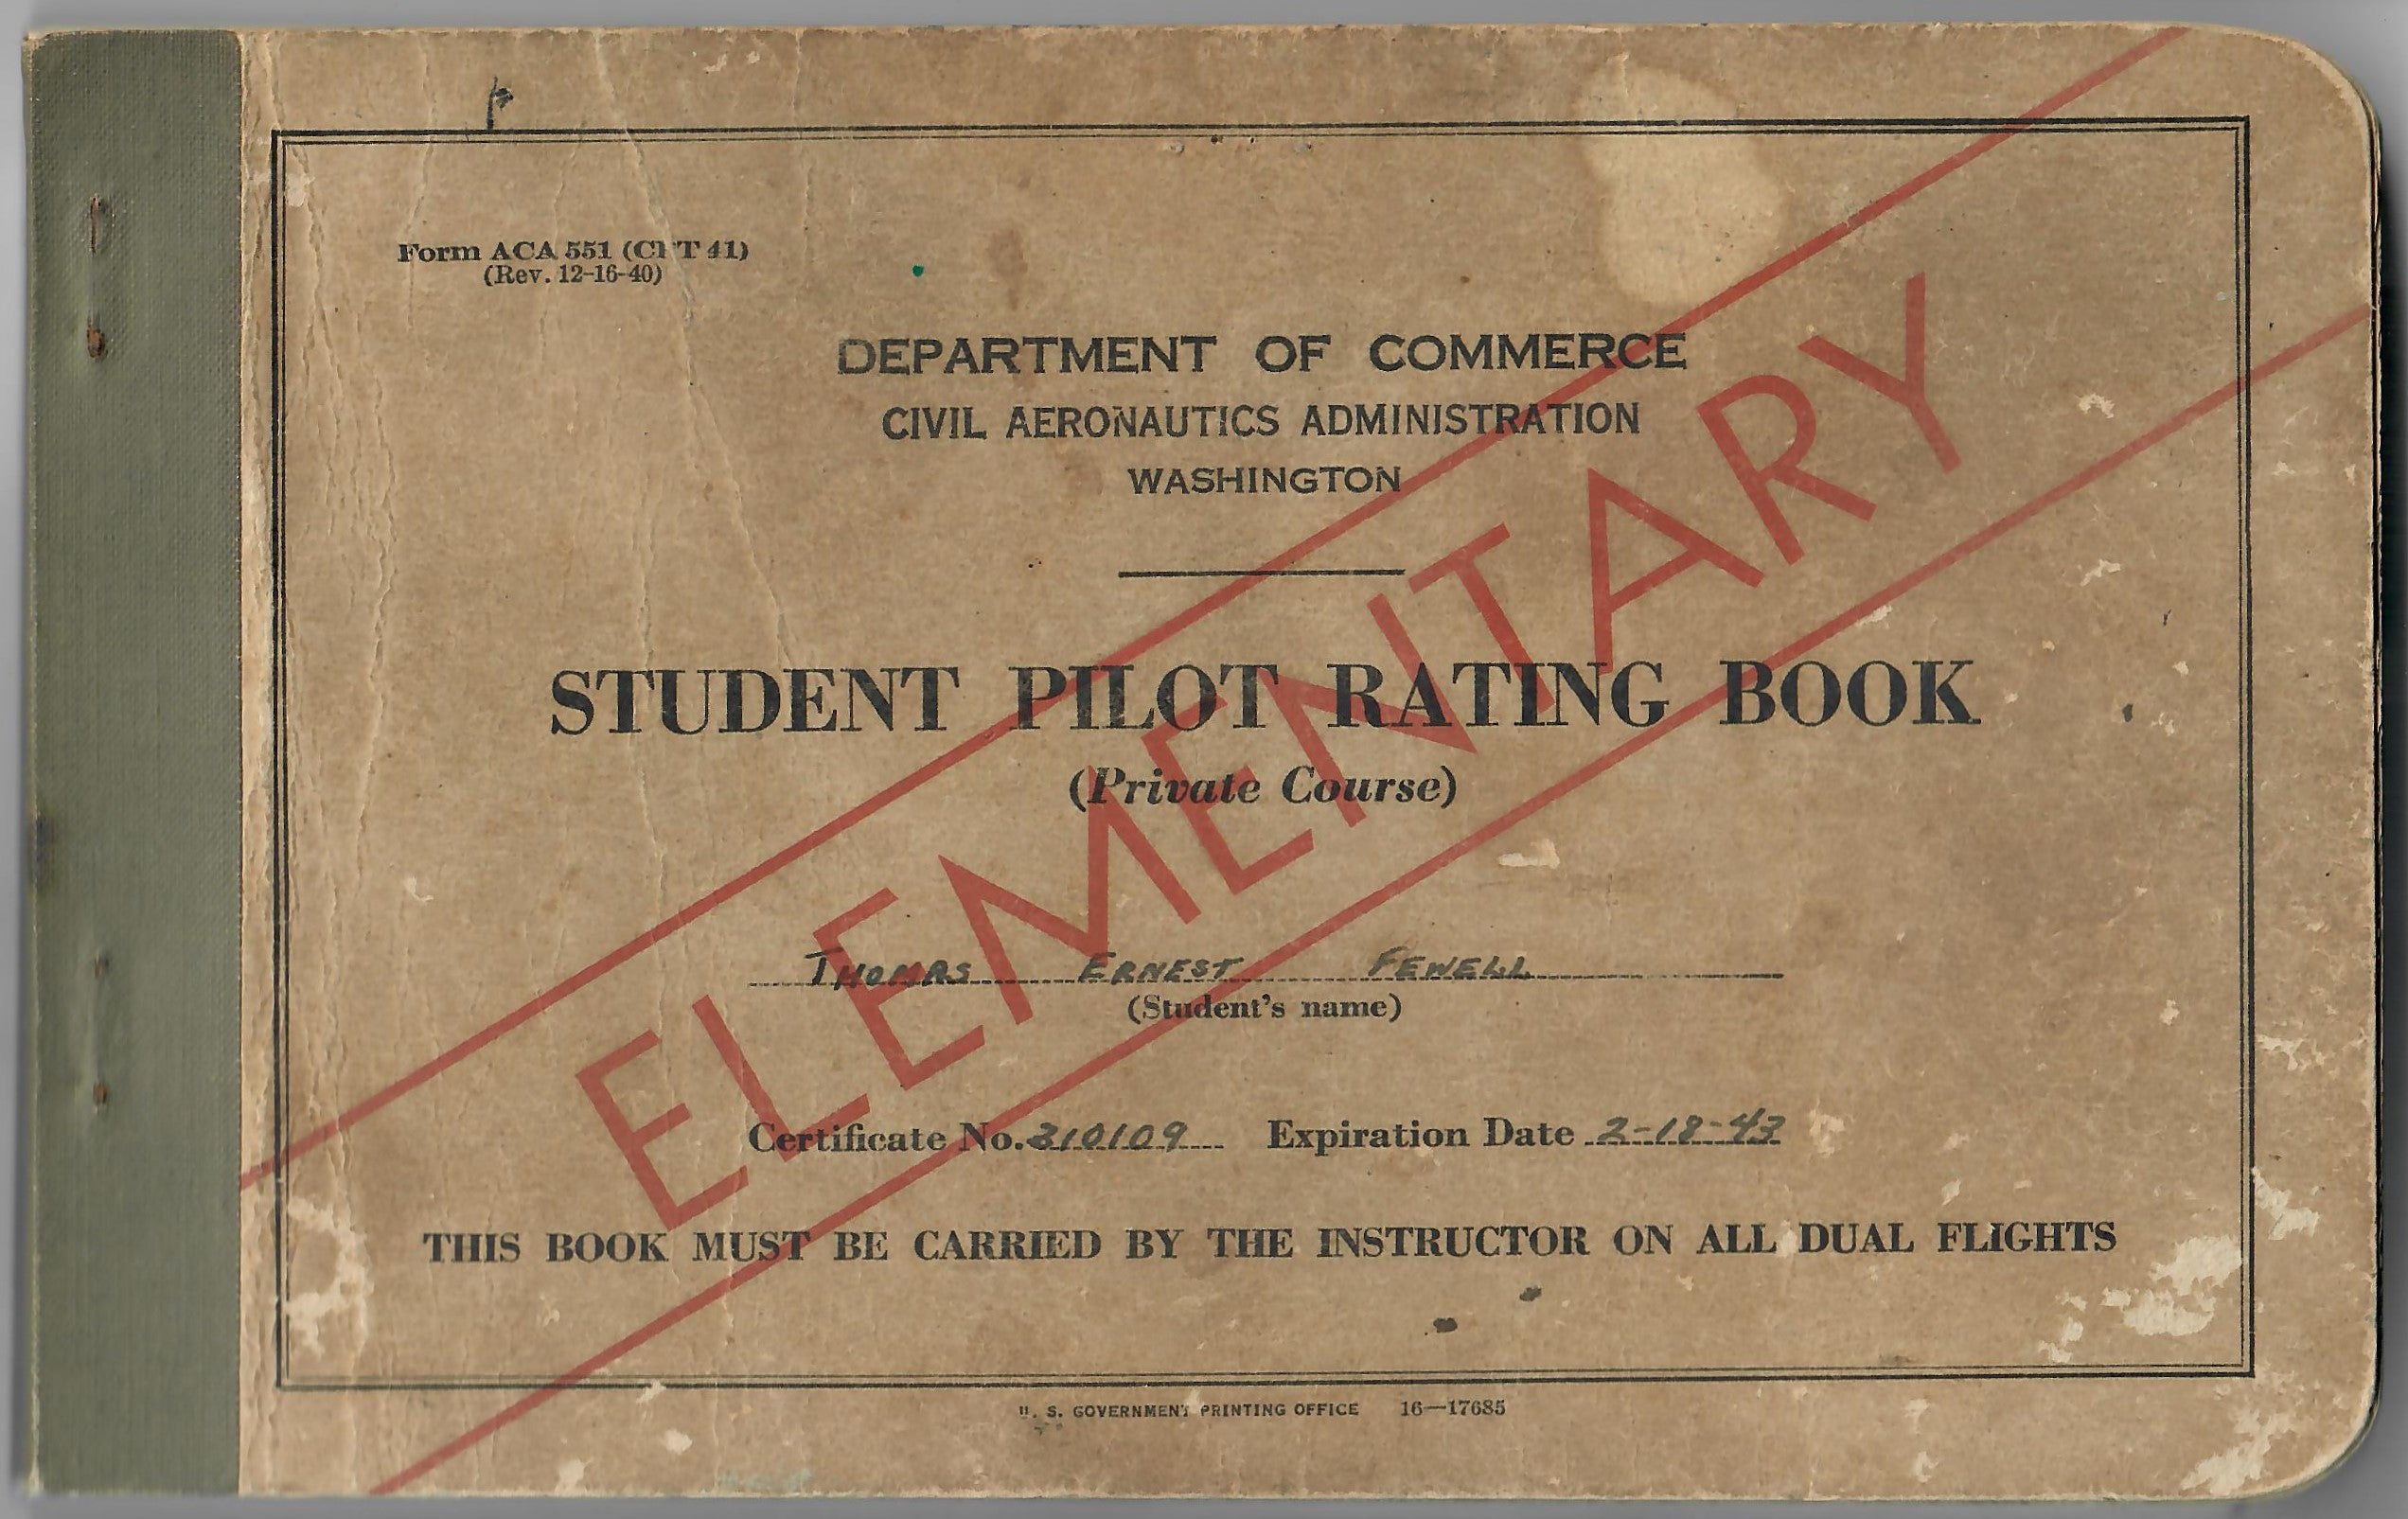 Form ACA 551 (CPT 41)
(Rev. 12-16-40)
DEPARTMENT OF COMMERCE
CIVIL AERONAUTICS ADMINISTRATION
WASHINGTON
STUDENT PILOT RATING BOOK
(Private Course)
ELEMENTARY
THOMAS ERNEST FEWELL
(Student's name)
Certificate No. 310109 Expiration Date 2-18-43
THIS BOOK MUST BE CARRIED BY THE INSTRUCTOR ON ALL DUAL FLIGHTS
U. S. GOVERNMENT PRINTING OFFICE 16—17685